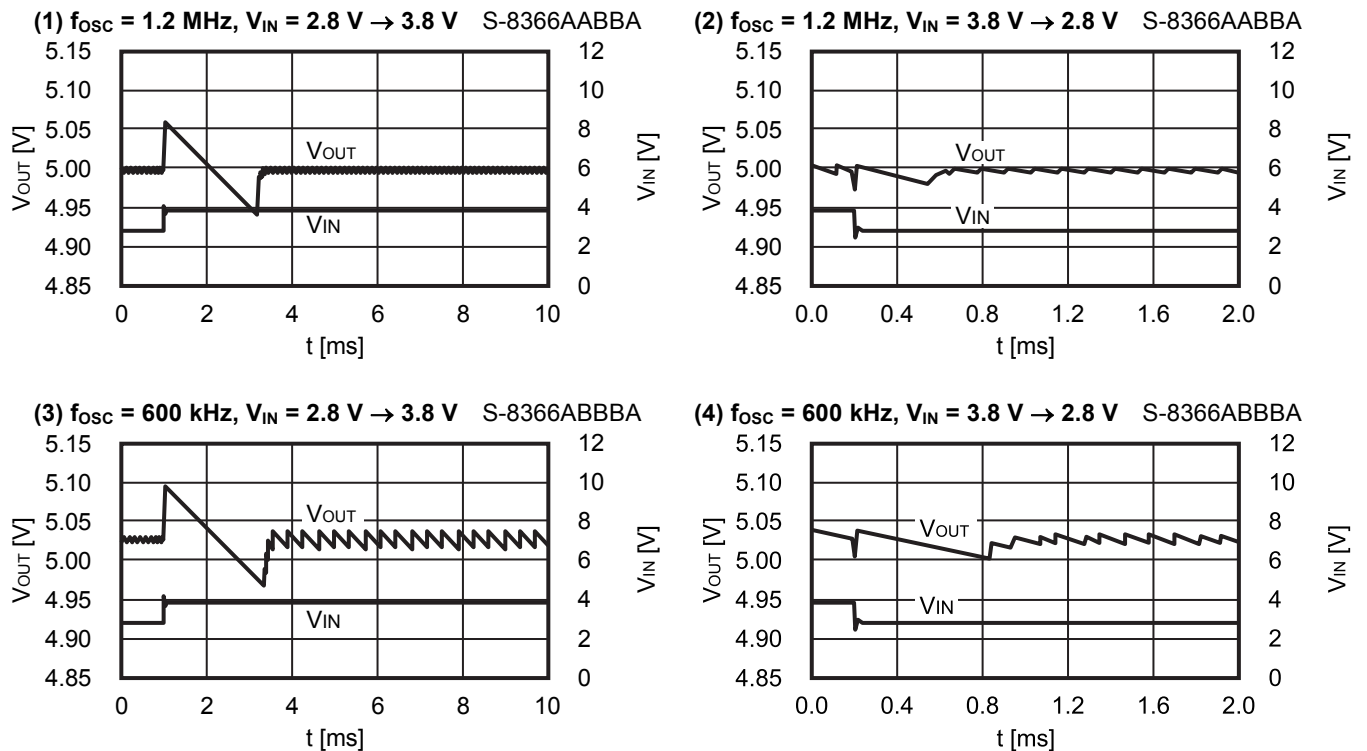 (1) fOSC = 1.2 MHz, VIN = 2.8 V → 3.8 V S-8366AABBA
5.15
5.10
5.05
5.00
4.95
4.90
4.85
VOUT [V]
12
10
8
6
4
2
0
VIN [V]
VOUT
VIN
0 2 4 6 8 10
t [ms]
(2) fOSC = 1.2 MHz, VIN = 3.8 V → 2.8 V S-8366AABBA
5.15
5.10
5.05
5.00
4.95
4.90
4.85
VOUT [V]
12
10
8
6
4
2
0
VIN [V]
VOUT
VIN
0.0 0.4 0.8 1.2 1.6 2.0
t [ms]
(3) fOSC = 600 kHz, VIN = 2.8 V → 3.8 V S-8366ABBBA
5.15
5.10
5.05
5.00
4.95
4.90
4.85
VOUT [V]
12
10
8
6
4
2
0
VIN [V]
VOUT
VIN
0 2 4 6 8 10
t [ms]
(4) fOSC = 600 kHz, VIN = 3.8 V → 2.8 V S-8366ABBBA
5.15
5.10
5.05
5.00
4.95
4.90
4.85
VOUT [V]
12
10
8
6
4
2
0
VIN [V]
VOUT
VIN
0.0 0.4 0.8 1.2 1.6 2.0
t [ms]